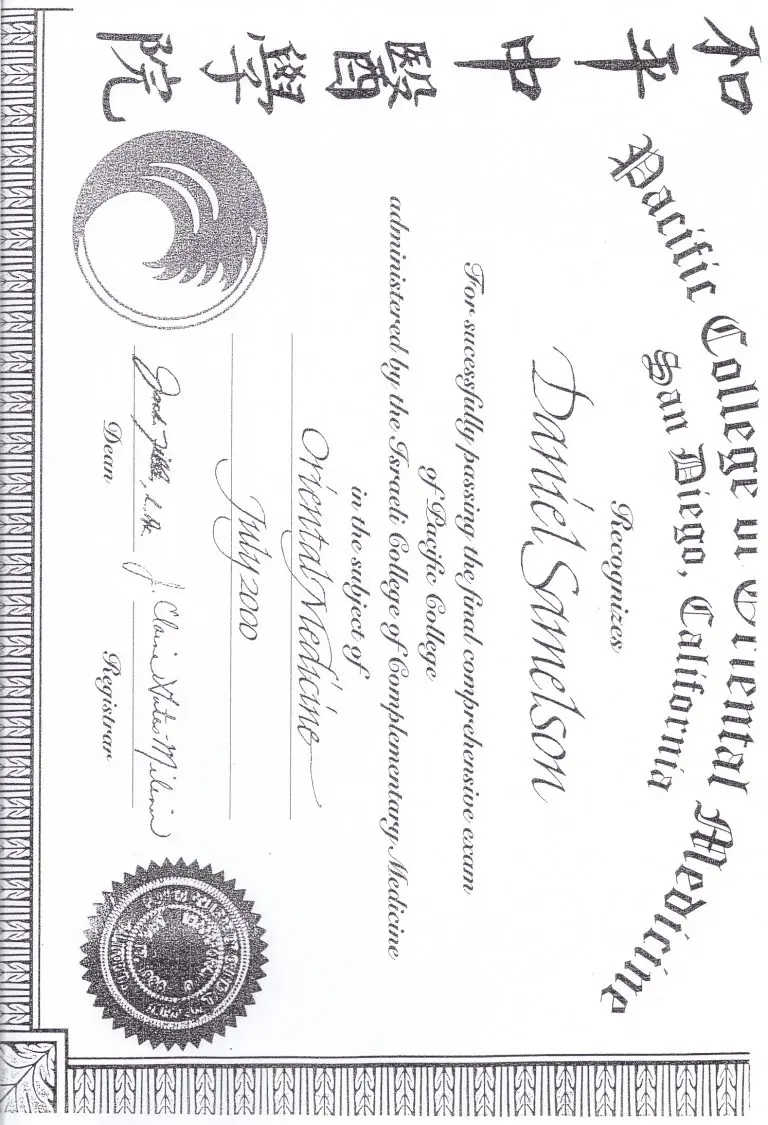 和平中醫學院
Pacific College of Oriental Medicine
San Diego, California
Recognizes
Daniel Samelson
For sucessfully passing the final comprehensive exam
of Pacific College
administered by the Israeli College of Complementary Medicine
in the subject of
Oriental Medicine
July 2000
Dean
Registrar